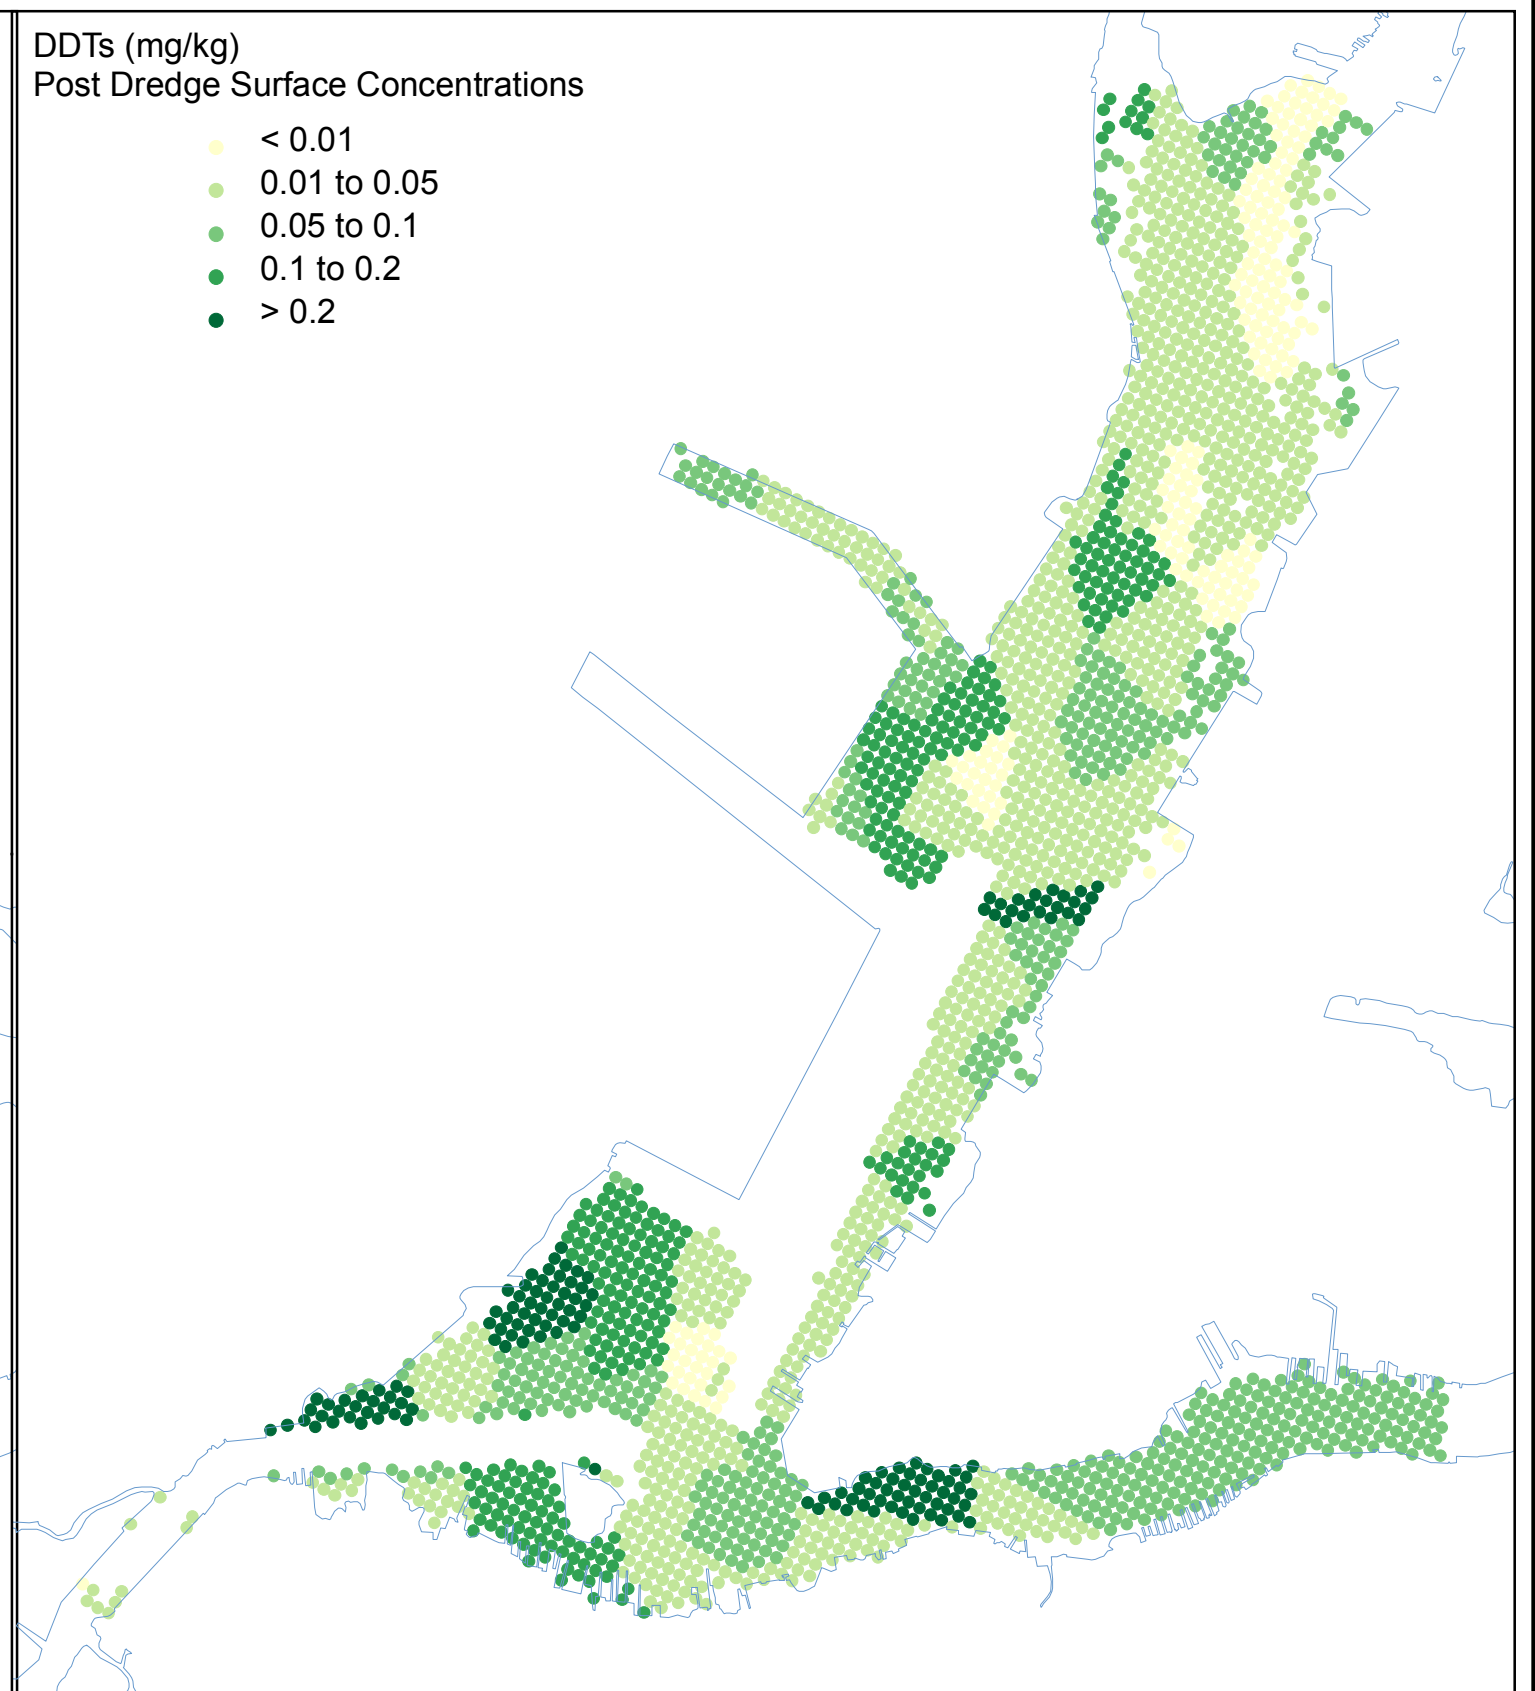 DDTs (mg/kg)
Post Dredge Surface Concentrations
< 0.01
0.01 to 0.05
0.05 to 0.1
0.1 to 0.2
> 0.2